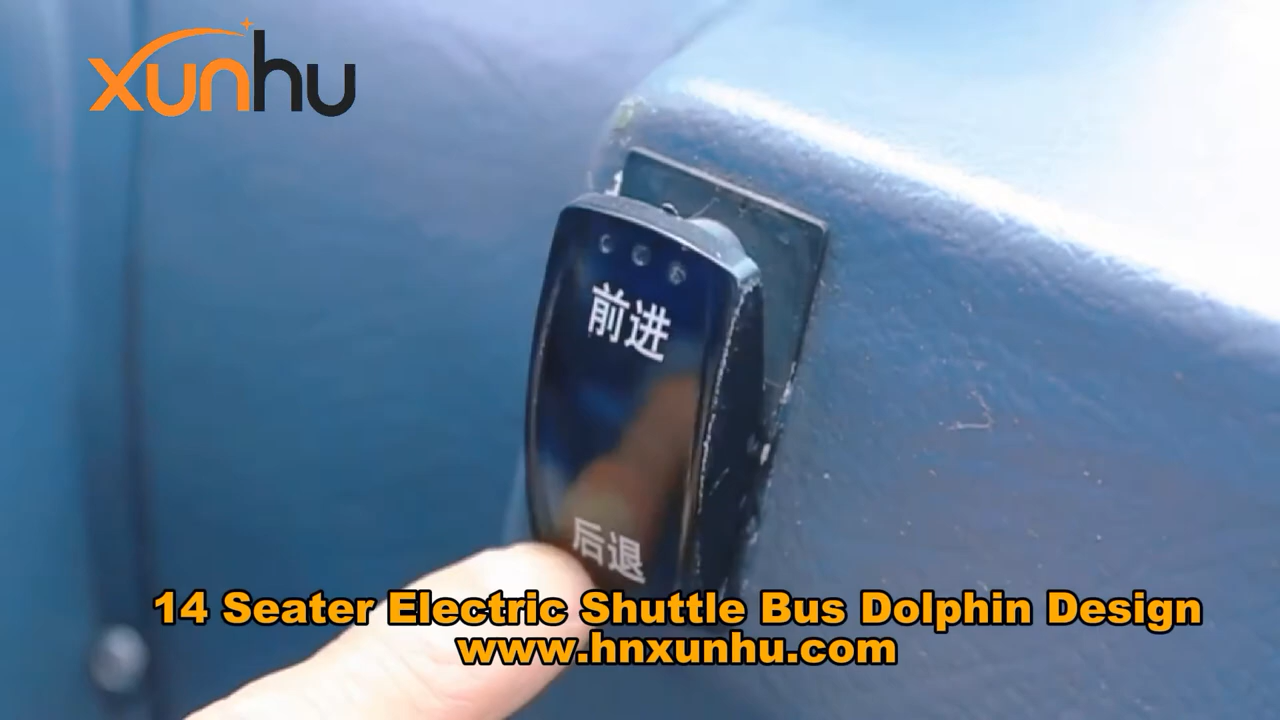 xunhu
前进
后退
14 Seater Electric Shuttle Bus Dolphin Design
www.hnxunhu.com